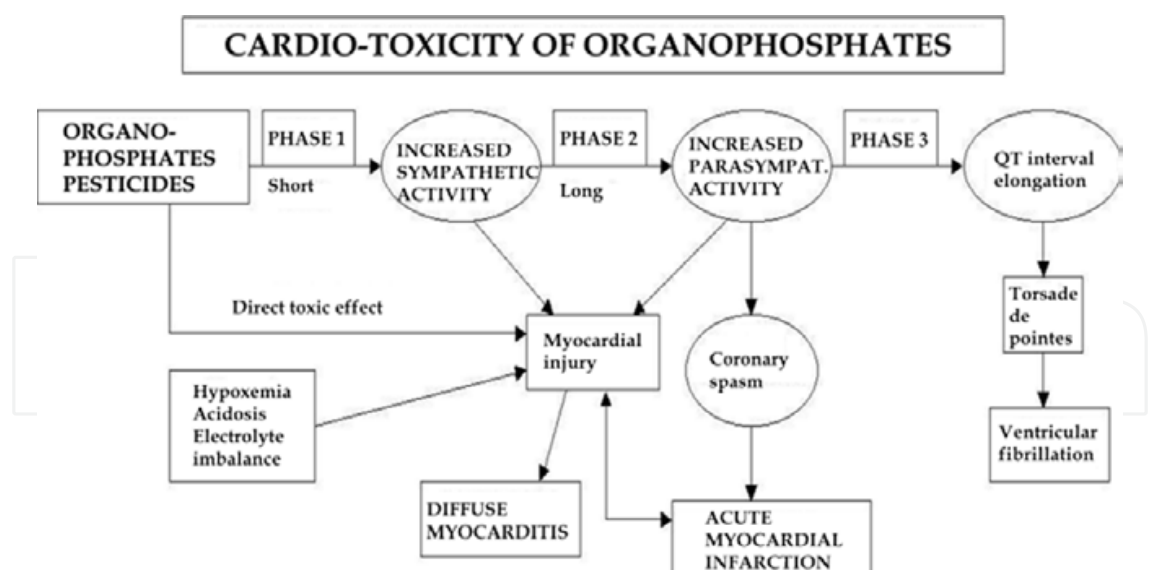 CARDIO-TOXICITY OF ORGANOPHOSPHATES
ORGANO-
PHOSPHATES
PESTICIDES
PHASE 1
Short
INCREASED
SYMPATHETIC
ACTIVITY
PHASE 2
Long
INCREASED
PARASYMPAT.
ACTIVITY
PHASE 3
QT interval
elongation
Direct toxic effect
Myocardial
injury
Coronary
spasm
Torsade
de
pointes
Hypoxemia
Acidosis
Electrolyte
imbalance
Ventricular
fibrillation
DIFFUSE
MYOCARDITIS
ACUTE
MYOCARDIAL
INFARCTION